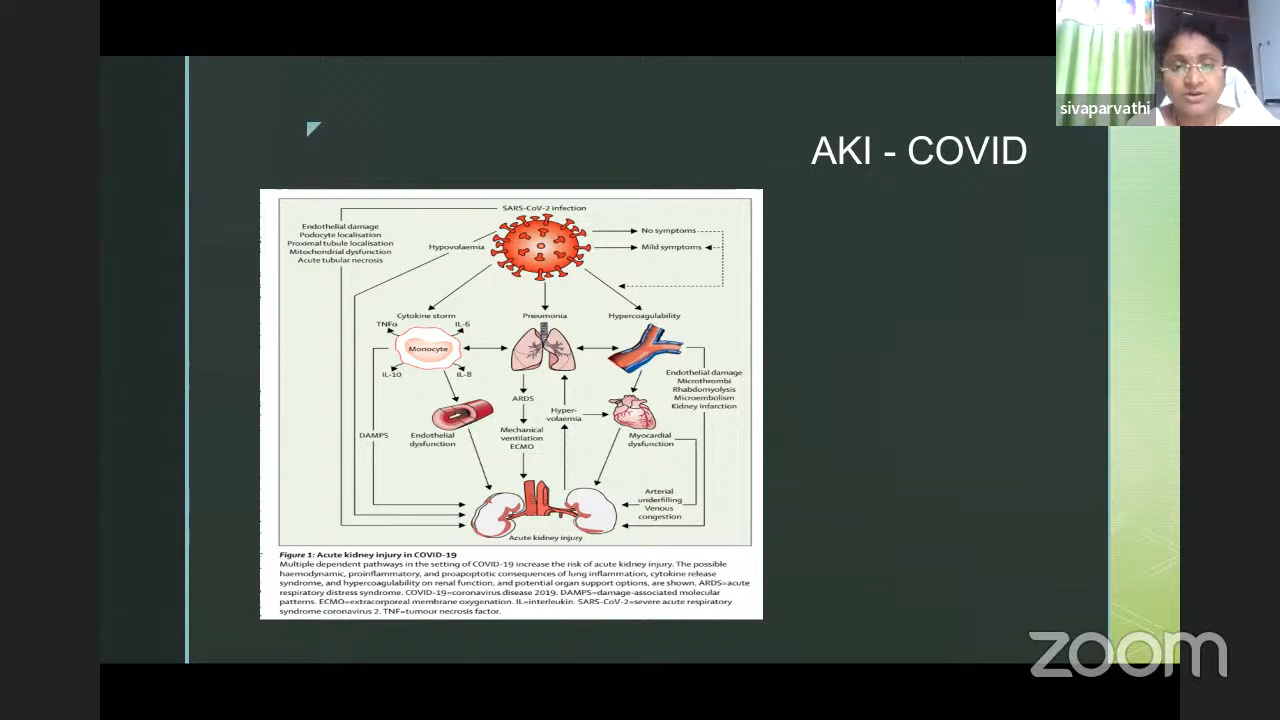 sivaparvathi
AKI - COVID
SARS-CoV-2 infection
Endothelial damage
Podocyte localisation
Proximal tubule localisation
Mitochondrial dysfunction
Acute tubular necrosis
Hypovolaemia
No symptoms
Mild symptoms
Cytokine storm
Pneumonia
Hypercoagulability
TNFα
IL-6
Monocyte
IL-10
IL-8
Endothelial damage
Microthrombi
Rhabdomyolysis
Microembolism
Kidney infarction
ARDS
Hyper-
volaemia
DAMPS
Endothelial
dysfunction
Mechanical
ventilation
ECMO
Myocardial
dysfunction
Arterial
underfilling
Venous
congestion
Acute kidney injury
Figure 1: Acute kidney injury in COVID-19
Multiple dependent pathways in the setting of COVID-19 increase the risk of acute kidney injury. The possible
haemodynamic, proinflammatory, and proapoptotic consequences of lung inflammation, cytokine release
syndrome, and hypercoagulability on renal function, and potential organ support options, are shown. ARDS=acute
respiratory distress syndrome. COVID-19=coronavirus disease 2019. DAMPS=damage-associated molecular
patterns. ECMO=extracorporeal membrane oxygenation. IL=interleukin. SARS-CoV-2=severe acute respiratory
syndrome coronavirus 2. TNF=tumour necrosis factor.
zoom